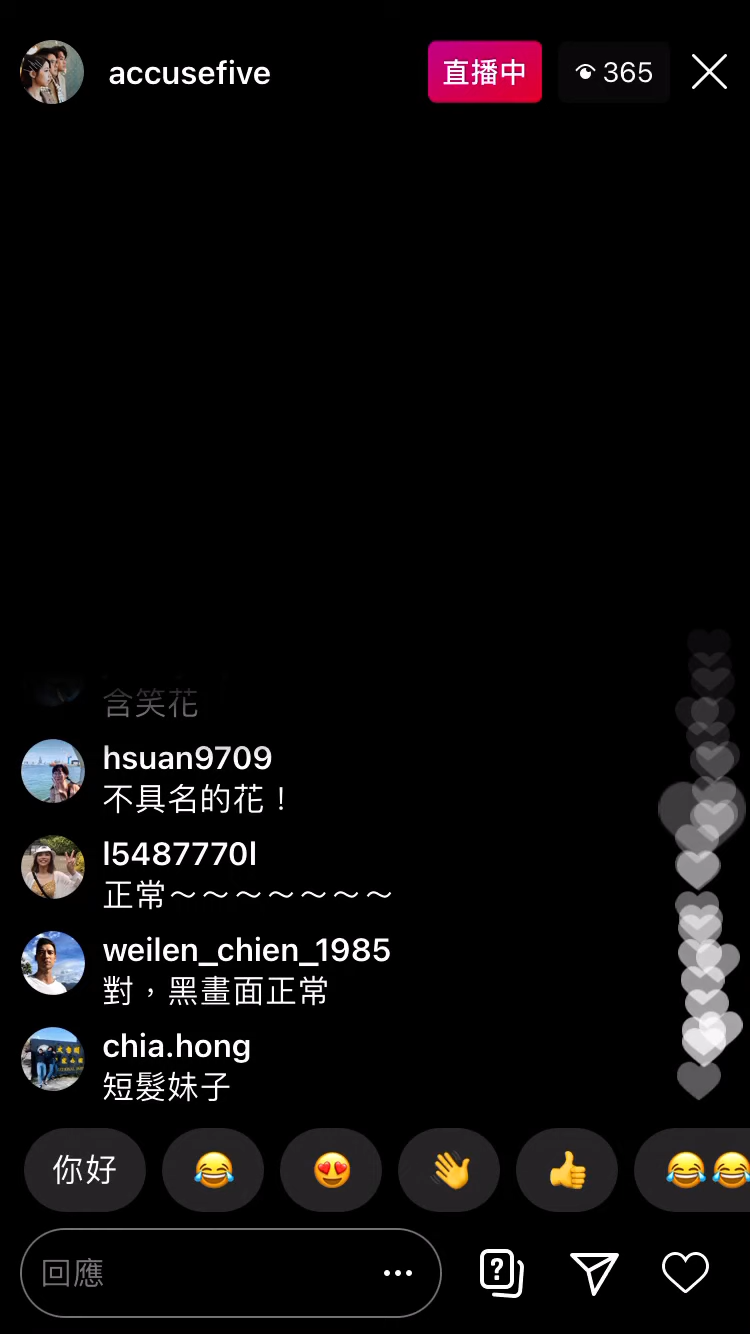 accusefive
直播中
365
含笑花
hsuan9709
不具名的花！
l5487770l
正常～～～～～～～
weilen_chien_1985
對，黑畫面正常
chia.hong
短髮妹子
你好
回應